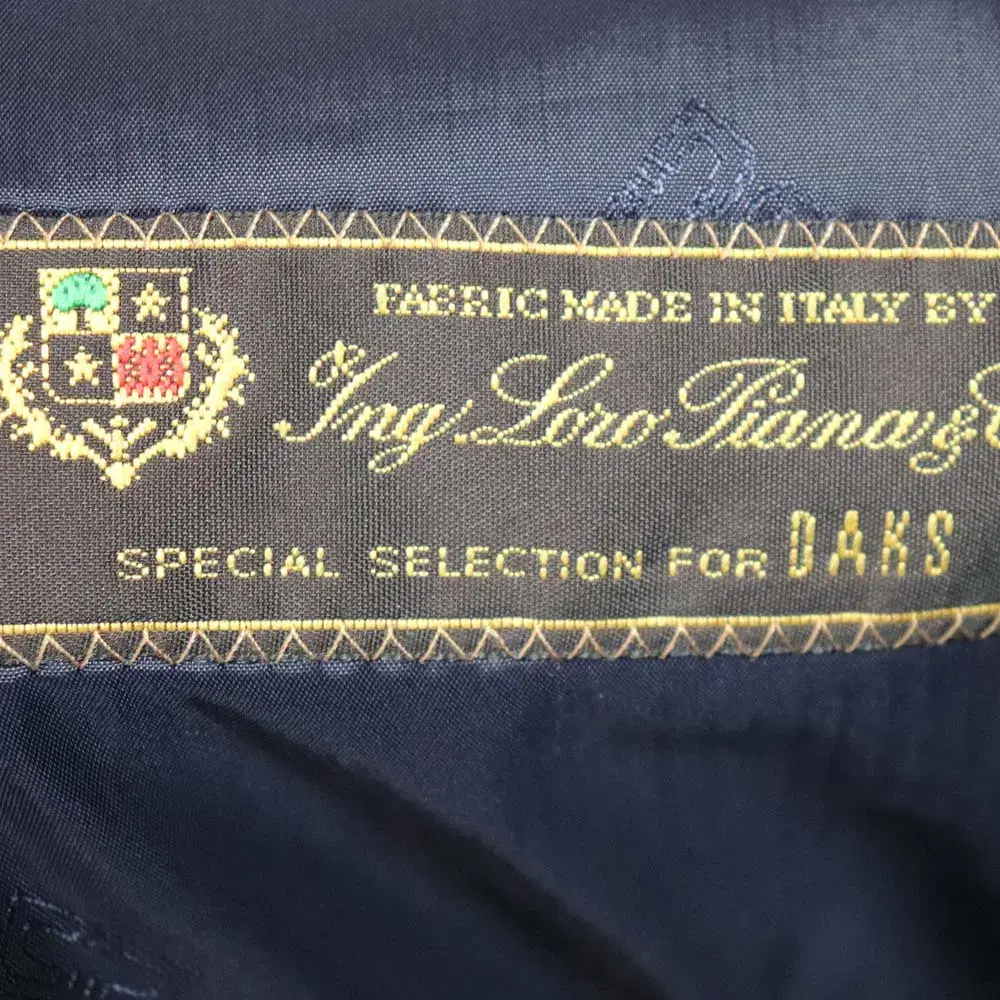 FABRIC MADE IN ITALY BY
Ing. Loro Piana &
SPECIAL SELECTION FOR DAKS